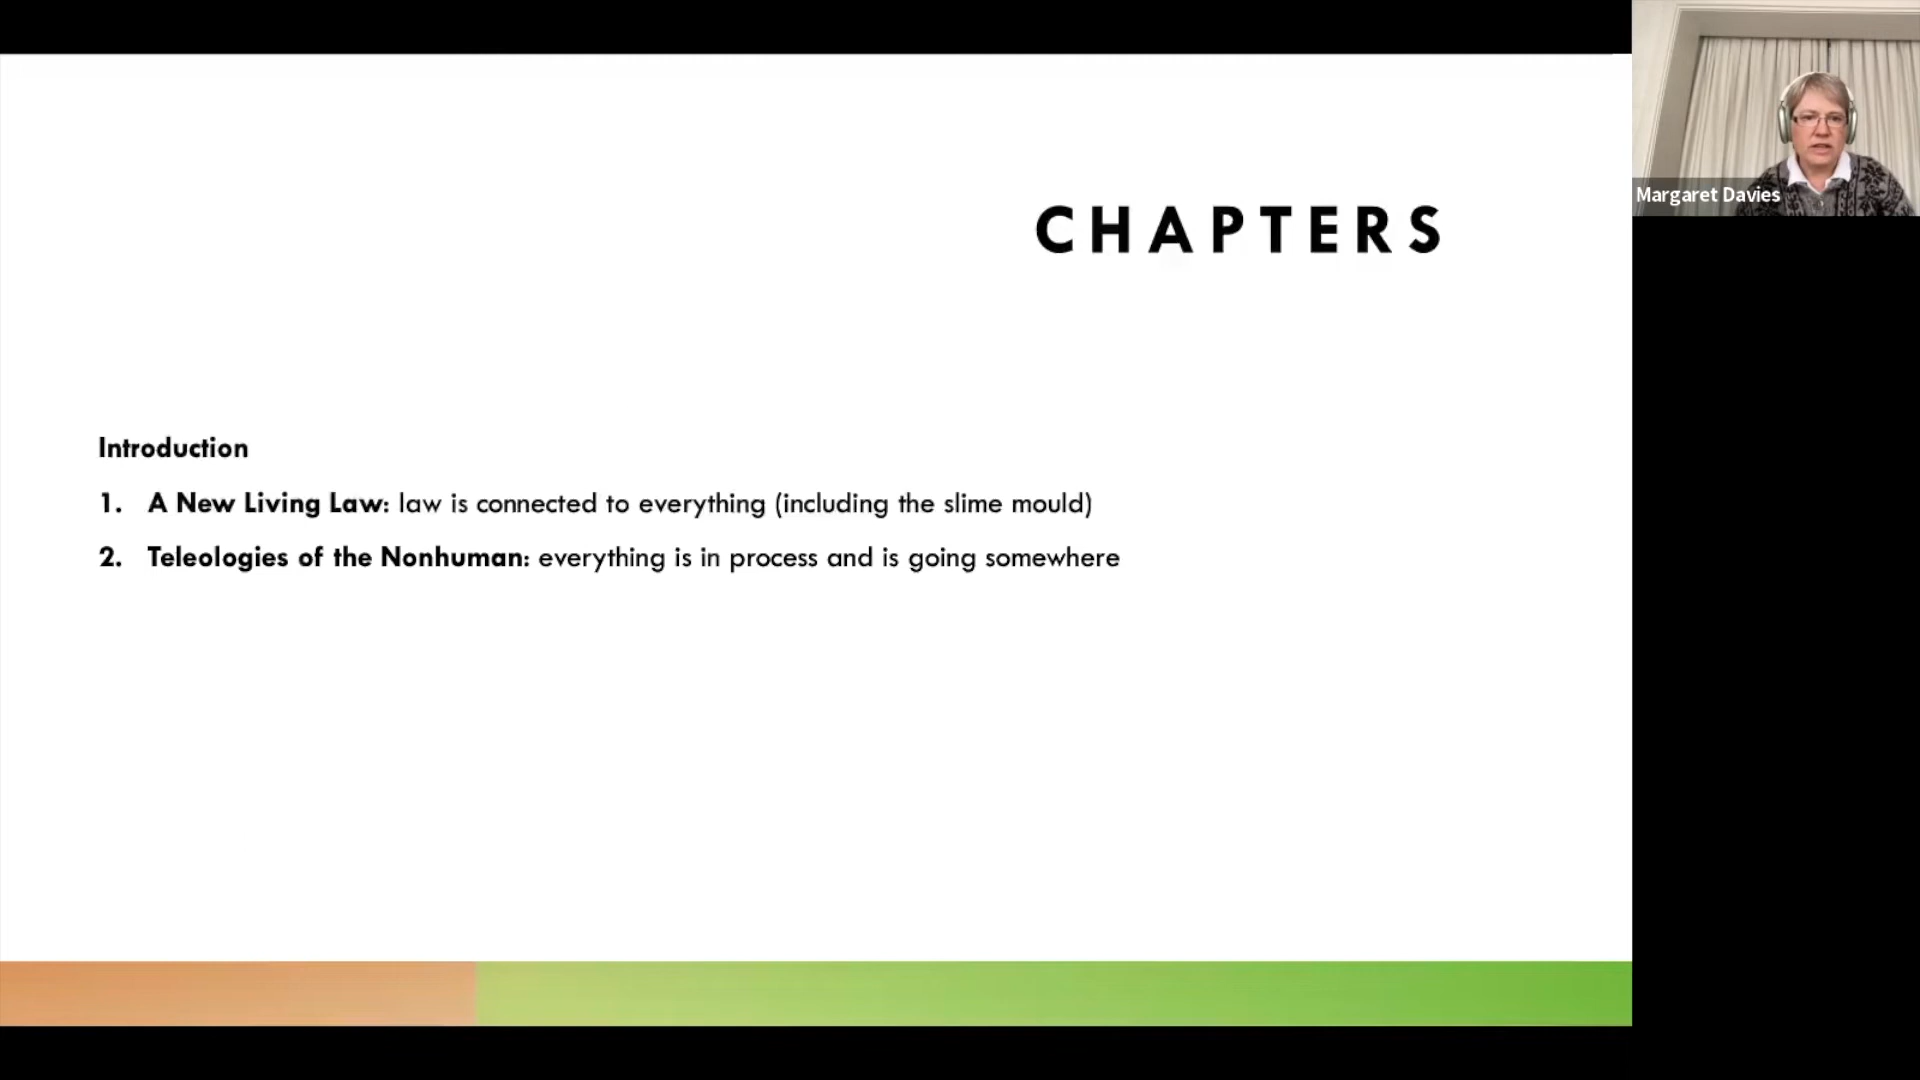 CHAPTERS
Introduction
1. A New Living Law: law is connected to everything (including the slime mould)
2. Teleologies of the Nonhuman: everything is in process and is going somewhere
Margaret Davies